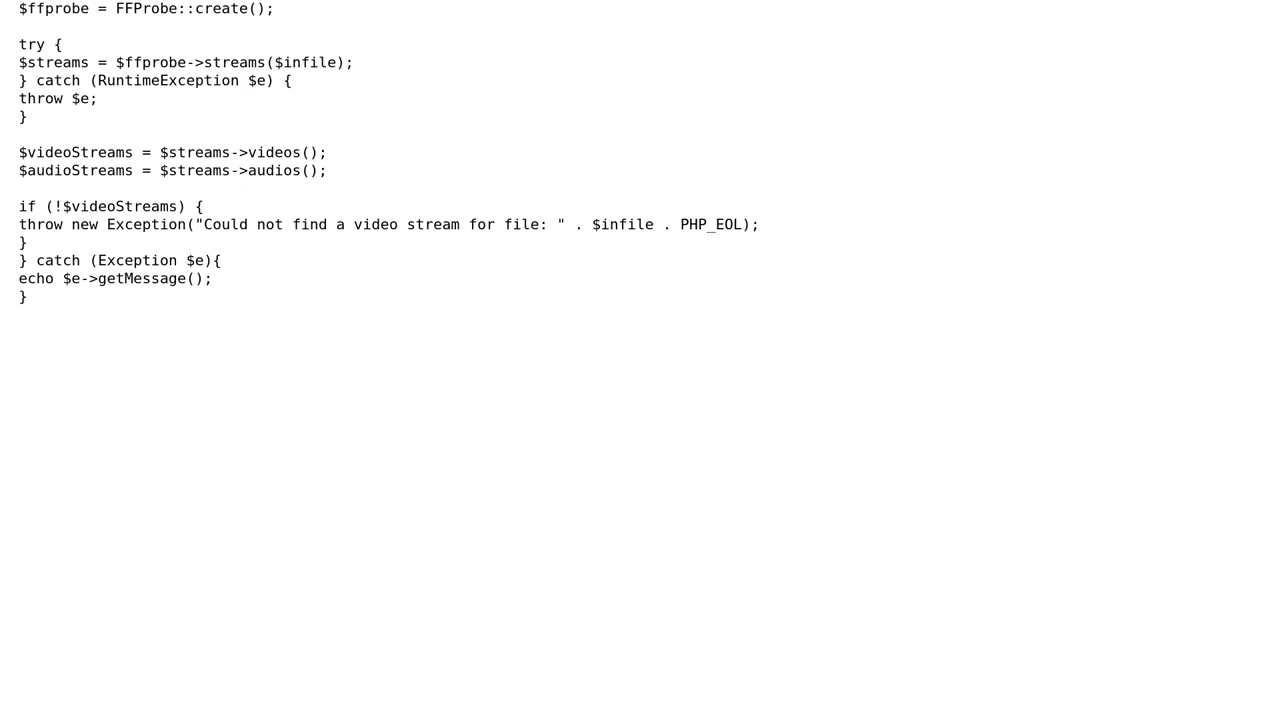 $ffprobe = FFProbe::create();
try {
$streams = $ffprobe->streams($infile);
} catch (RuntimeException $e) {
throw $e;
}
$videoStreams = $streams->videos();
$audioStreams = $streams->audios();
if (!$videoStreams) {
throw new Exception("Could not find a video stream for file: " . $infile . PHP_EOL);
}
} catch (Exception $e){
echo $e->getMessage();
}